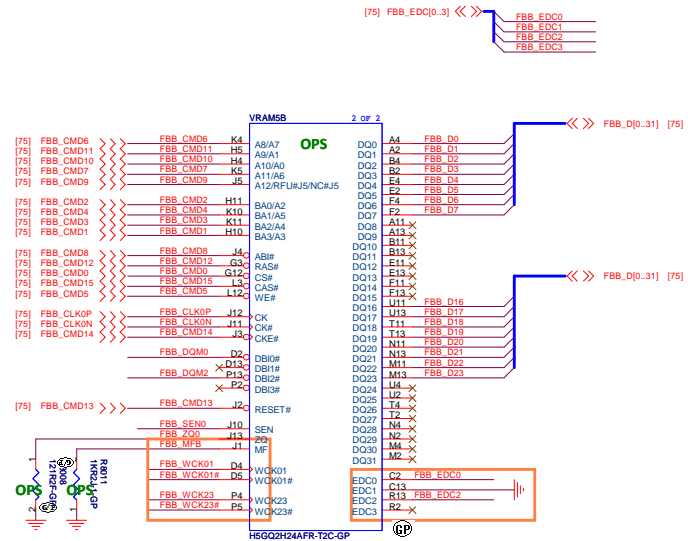 [75] FBB_EDC[0..3]
FBB_EDC0
FBB_EDC1
FBB_EDC2
FBB_EDC3
VRAM5B
2 OF 2
OPS
[75] FBB_CMD6 FBB_CMD6 K4 A8/A7
[75] FBB_CMD11 FBB_CMD11 H5 A9/A1
[75] FBB_CMD10 FBB_CMD10 H4 A10/A0
[75] FBB_CMD7 FBB_CMD7 K5 A11/A6
[75] FBB_CMD9 FBB_CMD9 J5 A12/RFU#J5/NC#J5
[75] FBB_CMD2 FBB_CMD2 H11 BA0/A2
[75] FBB_CMD4 FBB_CMD4 K10 BA1/A5
[75] FBB_CMD3 FBB_CMD3 K11 BA2/A4
[75] FBB_CMD1 FBB_CMD1 H10 BA3/A3
[75] FBB_CMD8 FBB_CMD8 J4 ABI#
[75] FBB_CMD12 FBB_CMD12 G3 RAS#
[75] FBB_CMD0 FBB_CMD0 G12 CS#
[75] FBB_CMD15 FBB_CMD15 L3 CAS#
[75] FBB_CMD5 FBB_CMD5 L12 WE#
[75] FBB_CLK0P FBB_CLK0P J12 CK
[75] FBB_CLK0N FBB_CLK0N J11 CK#
[75] FBB_CMD14 FBB_CMD14 J3 CKE#
FBB_DQM0 D2 DBI0#
D13 DBI1#
FBB_DQM2 P13 DBI2#
P2 DBI3#
[75] FBB_CMD13 FBB_CMD13 J2 RESET#
FBB_SEN0 J10 SEN
FBB_ZQ0 J13 ZQ
FBB_MFB J1 MF
FBB_WCK01 D4 WCK01
FBB_WCK01# D5 WCK01#
FBB_WCK23 P4 WCK23
FBB_WCK23# P5 WCK23#
DQ0 A4 FBB_D0
DQ1 A2 FBB_D1
DQ2 B4 FBB_D2
DQ3 B2 FBB_D3
DQ4 E4 FBB_D4
DQ5 E2 FBB_D5
DQ6 F4 FBB_D6
DQ7 F2 FBB_D7
FBB_D[0..31] [75]
DQ8 A11
DQ9 A13
DQ10 B11
DQ11 B13
DQ12 E11
DQ13 E13
DQ14 F11
DQ15 F13
DQ16 U11 FBB_D16
DQ17 U13 FBB_D17
DQ18 T11 FBB_D18
DQ19 T13 FBB_D19
DQ20 N11 FBB_D20
DQ21 N13 FBB_D21
DQ22 M11 FBB_D22
DQ23 M13 FBB_D23
FBB_D[0..31] [75]
DQ24 U4
DQ25 U2
DQ26 T4
DQ27 T2
DQ28 N4
DQ29 N2
DQ30 M4
DQ31 M2
EDC0 C2 FBB_EDC0
EDC1 C13
EDC2 R13 FBB_EDC2
EDC3 R2
H5GQ2H24AFR-T2C-GP
GP
1
2
OPS
1
2
R8011
OPS